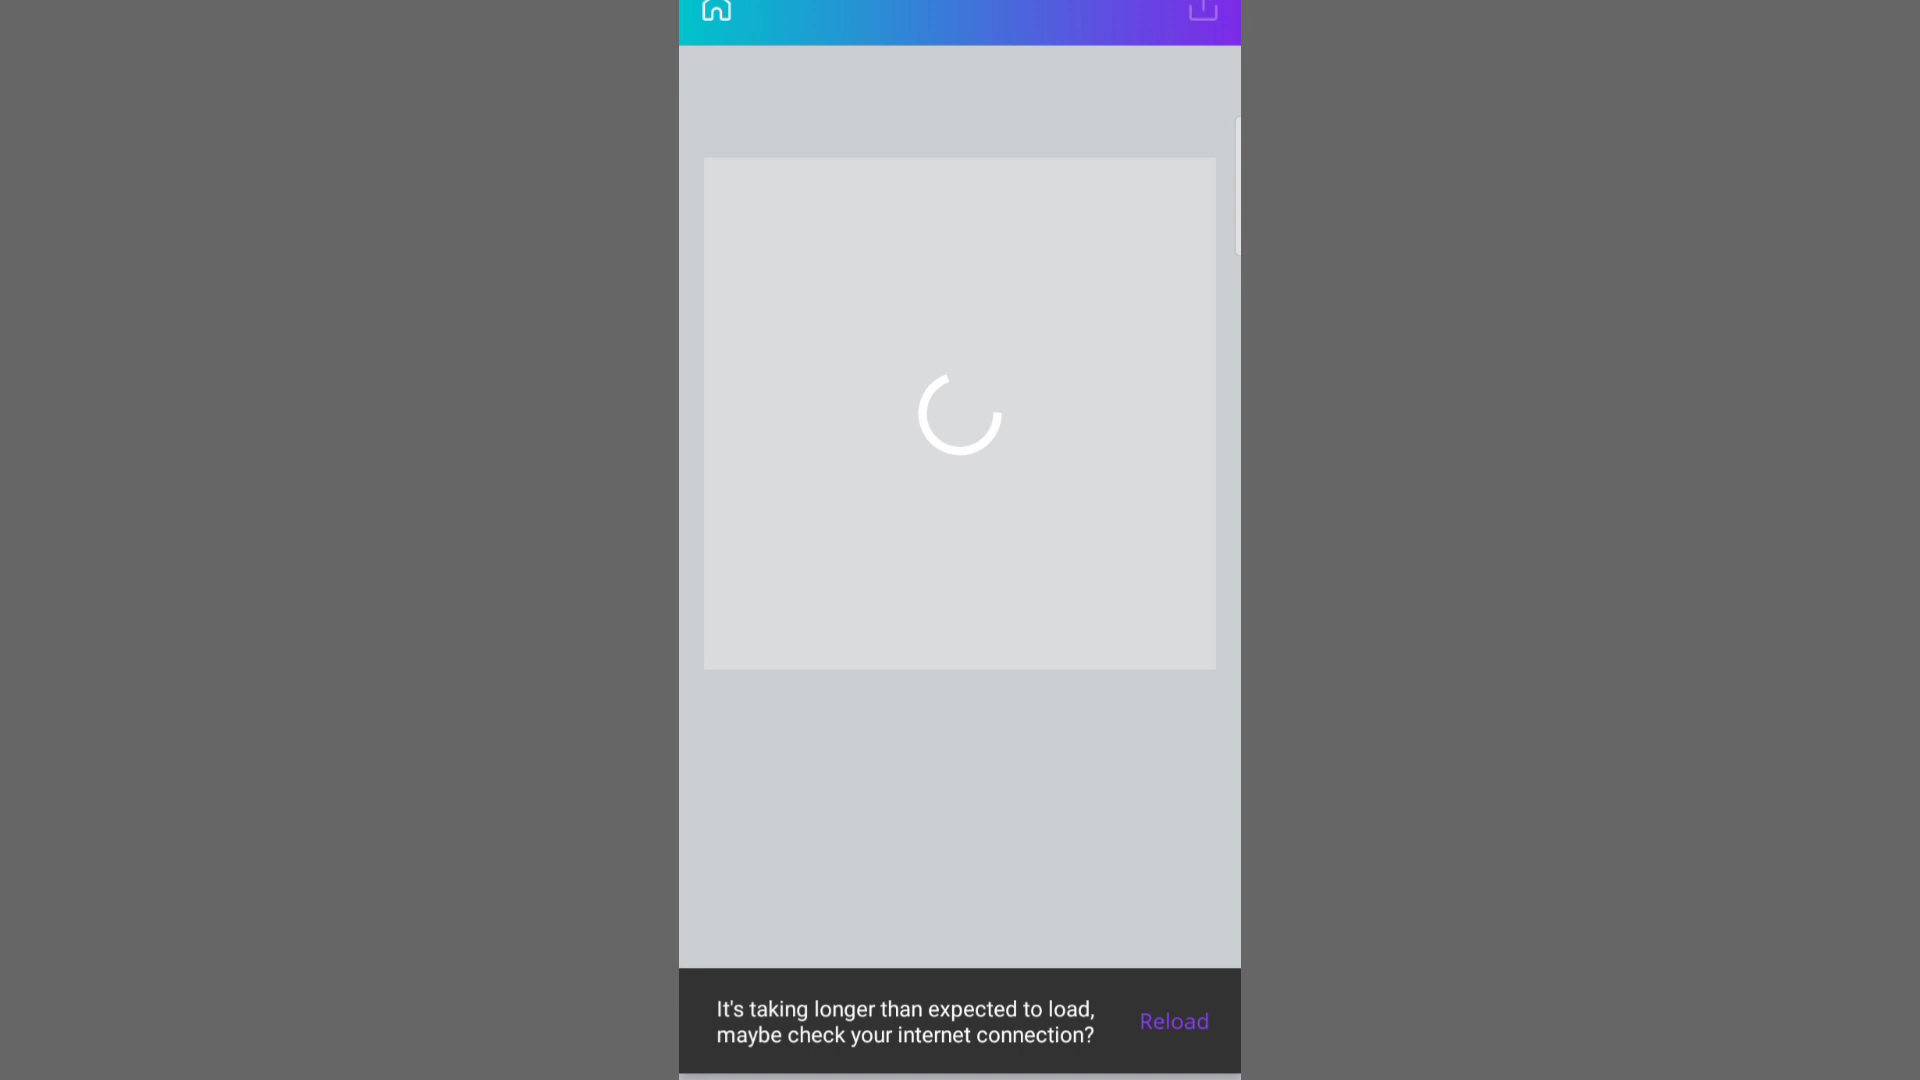 It's taking longer than expected to load,
maybe check your internet connection?
Reload